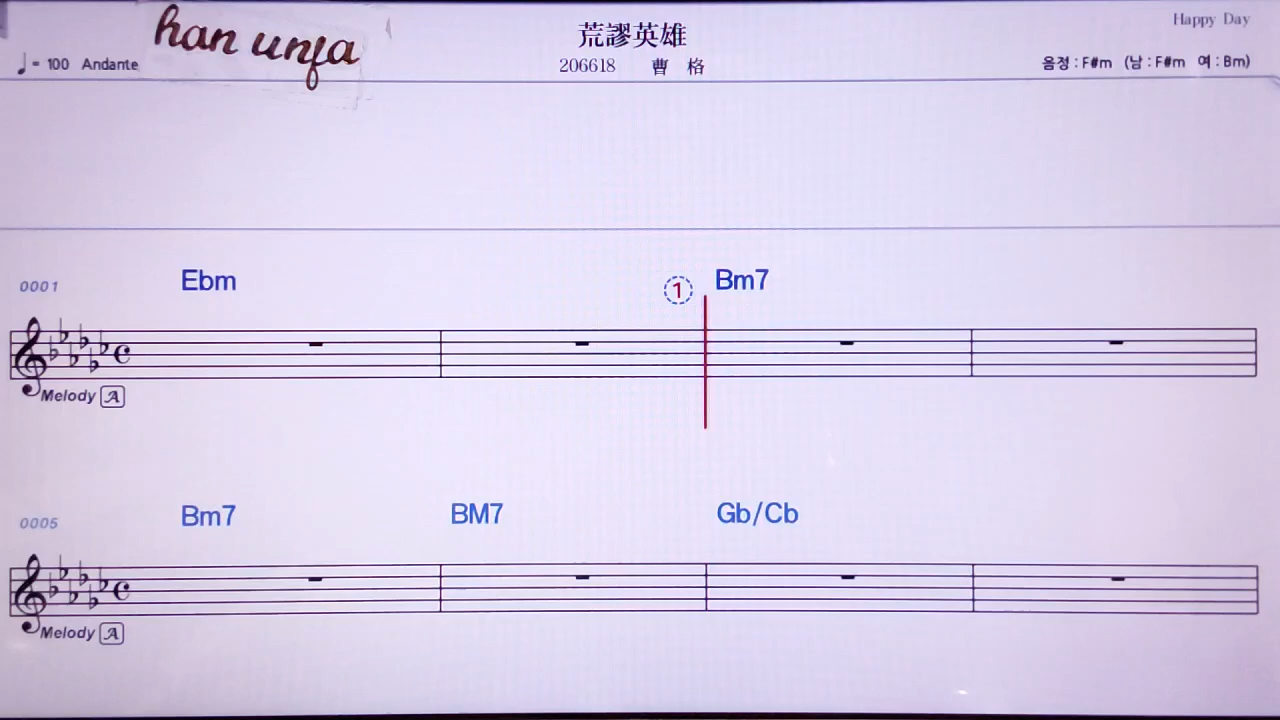 han unfa
荒謬英雄
Happy Day
♩= 100 Andante
206618 曹 格
음정 : F#m (남 : F#m 여 : Bm)
0001 Ebm ① Bm7
Melody A
0005 Bm7 BM7 Gb/Cb
Melody A